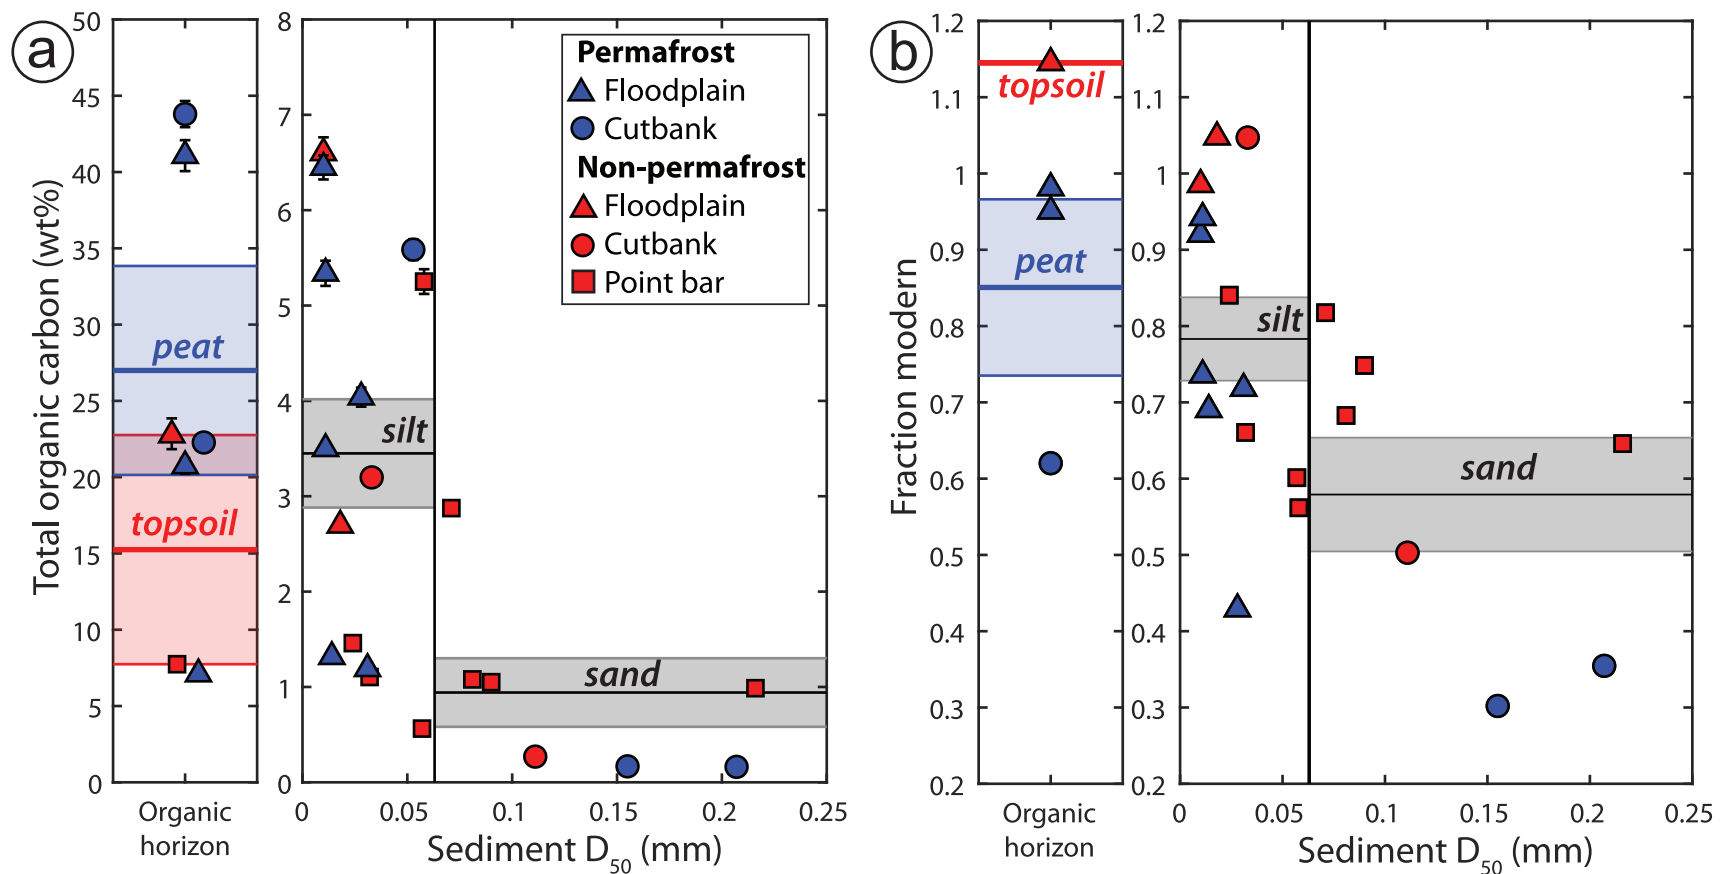 a
Total organic carbon (wt%)
50
45
40
35
30
25
20
15
10
5
0
peat
topsoil
Organic
horizon
8
7
6
5
4
3
2
1
0
Permafrost
Floodplain
Cutbank
Non-permafrost
Floodplain
Cutbank
Point bar
silt
sand
0
0.05
0.1
0.15
0.2
0.25
Sediment D50 (mm)
b
Fraction modern
1.2
1.1
1
0.9
0.8
0.7
0.6
0.5
0.4
0.3
0.2
topsoil
peat
Organic
horizon
1.2
1.1
1
0.9
0.8
0.7
0.6
0.5
0.4
0.3
0.2
silt
sand
0
0.05
0.1
0.15
0.2
0.25
Sediment D50 (mm)